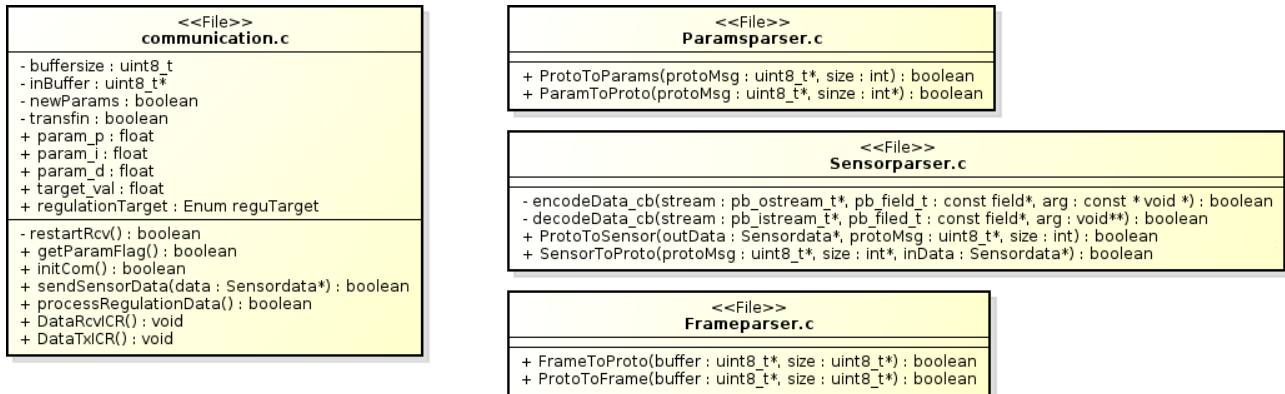 <<File>>
communication.c
- buffersize : uint8_t
- inBuffer : uint8_t*
- newParams : boolean
- transfin : boolean
+ param_p : float
+ param_i : float
+ param_d : float
+ target_val : float
+ regulationTarget : Enum reguTarget
- restartRcv() : boolean
+ getParamFlag() : boolean
+ initCom() : boolean
+ sendSensorData(data : Sensordata*) : boolean
+ processRegulationData() : boolean
+ DataRcvICR() : void
+ DataTxICR() : void
<<File>>
Paramsparser.c
+ ProtoToParams(protoMsg : uint8_t*, size : int) : boolean
+ ParamToProto(protoMsg : uint8_t*, sinze : int*) : boolean
<<File>>
Sensorparser.c
- encodeData_cb(stream : pb_ostream_t*, pb_field_t : const field*, arg : const * void *) : boolean
- decodeData_cb(stream : pb_istream_t*, pb_filed_t : const field*, arg : void**) : boolean
+ ProtoToSensor(outData : Sensordata*, protoMsg : uint8_t*, size : int) : boolean
+ SensorToProto(protoMsg : uint8_t*, size : int*, inData : Sensordata*) : boolean
<<File>>
Frameparser.c
+ FrameToProto(buffer : uint8_t*, size : uint8_t*) : boolean
+ ProtoToFrame(buffer : uint8_t*, size : uint8_t*) : boolean